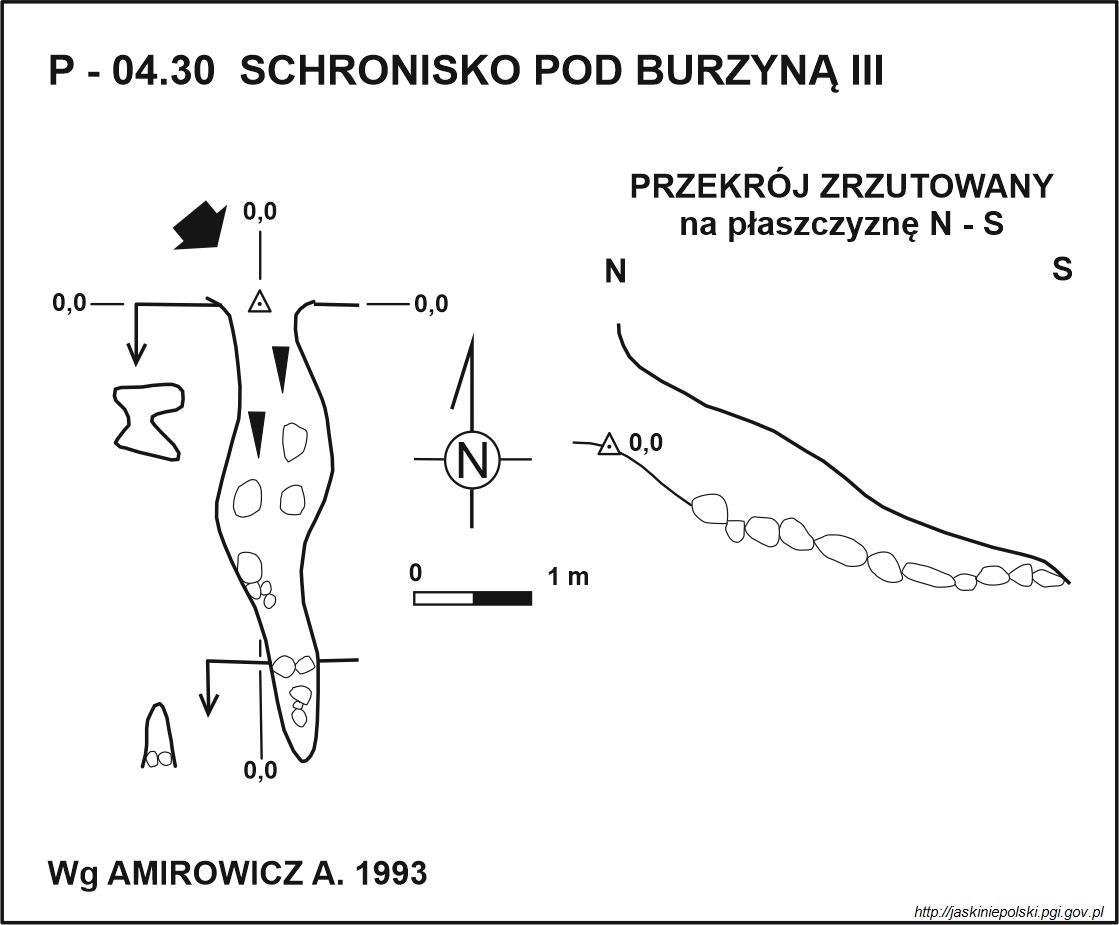 P - 04.30 SCHRONISKO POD BURZYNĄ III
PRZEKRÓJ ZRZUTOWANY
na płaszczyznę N - S
0,0
N
S
0,0
0,0
0,0
N
0
1 m
0,0
Wg AMIROWICZ A. 1993
http://jaskiniepolski.pgi.gov.pl